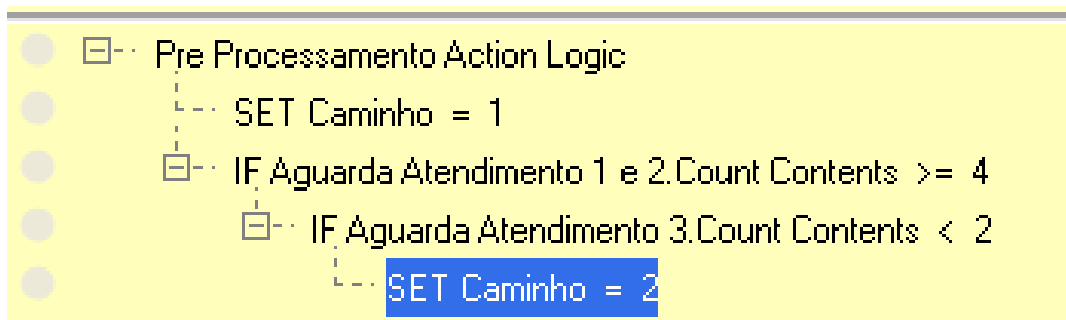 Pre Processamento Action Logic
SET Caminho = 1
IF Aguarda Atendimento 1 e 2.Count Contents >= 4
IF Aguarda Atendimento 3.Count Contents < 2
SET Caminho = 2